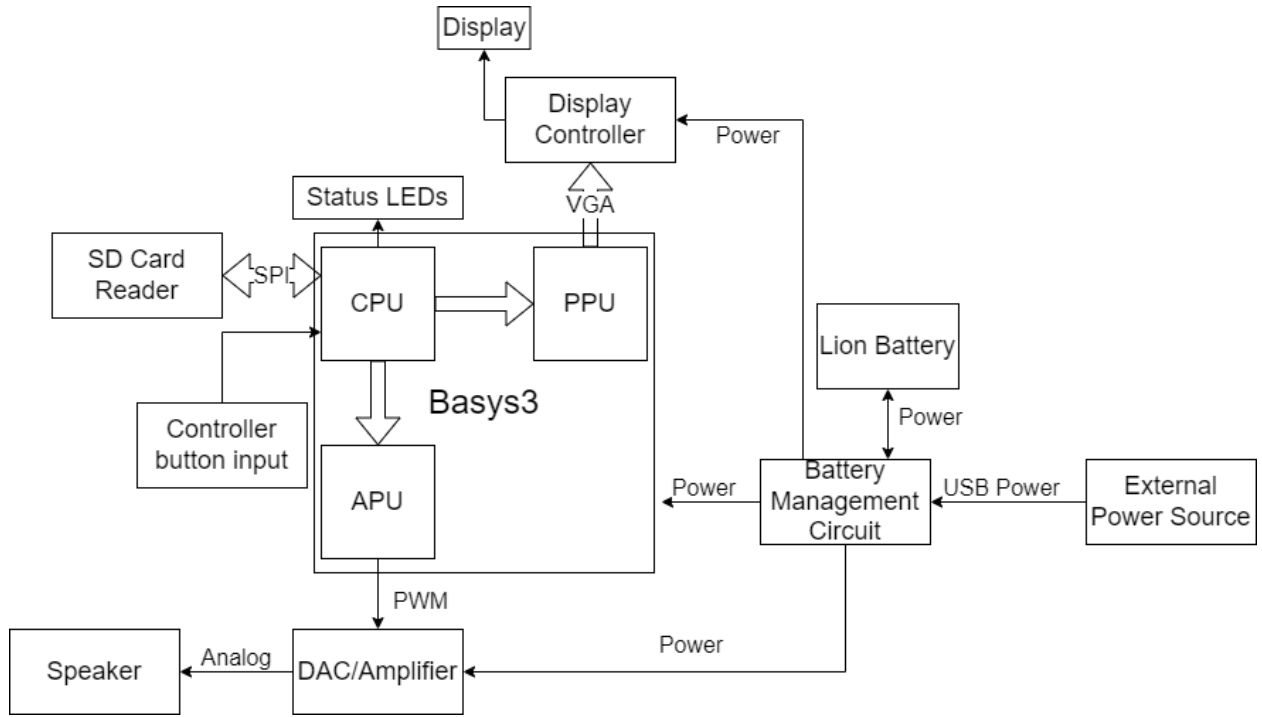 Display
Display
Controller
Power
VGA
Status LEDs
SD Card
Reader
SPI
CPU
PPU
Lion Battery
Basys3
Power
Controller
button input
APU
Power
Battery
Management
Circuit
USB Power
External
Power Source
PWM
Power
Speaker
Analog
DAC/Amplifier